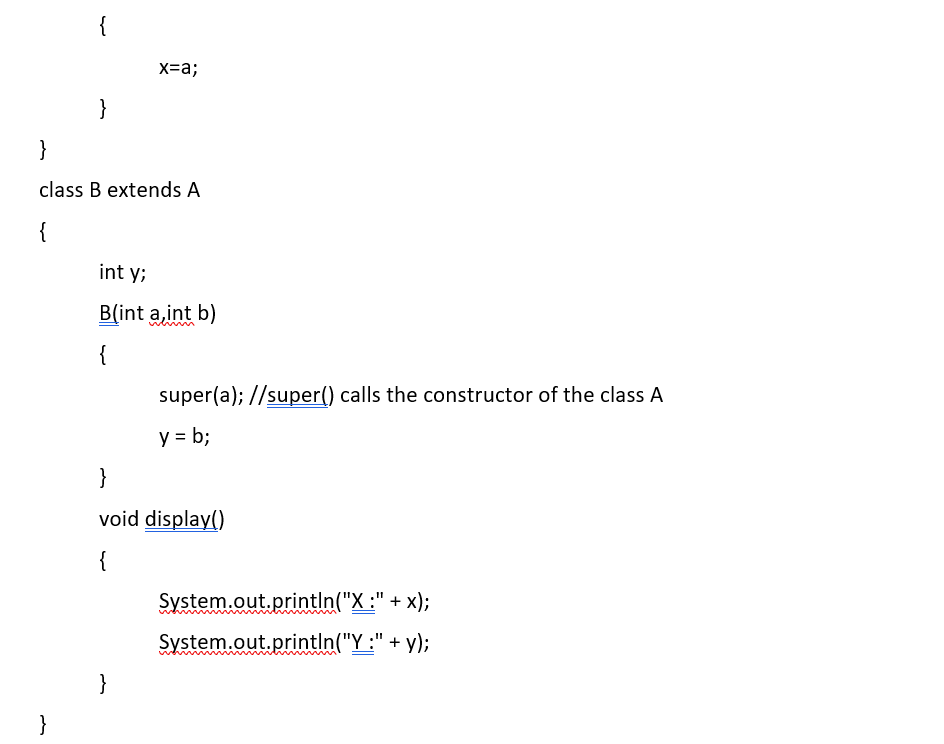 {
x=a;
}
}
class B extends A
{
int y;
B(int a,int b)
{
super(a); //super() calls the constructor of the class A
y = b;
}
void display()
{
System.out.println("X :" + x);
System.out.println("Y :" + y);
}
}